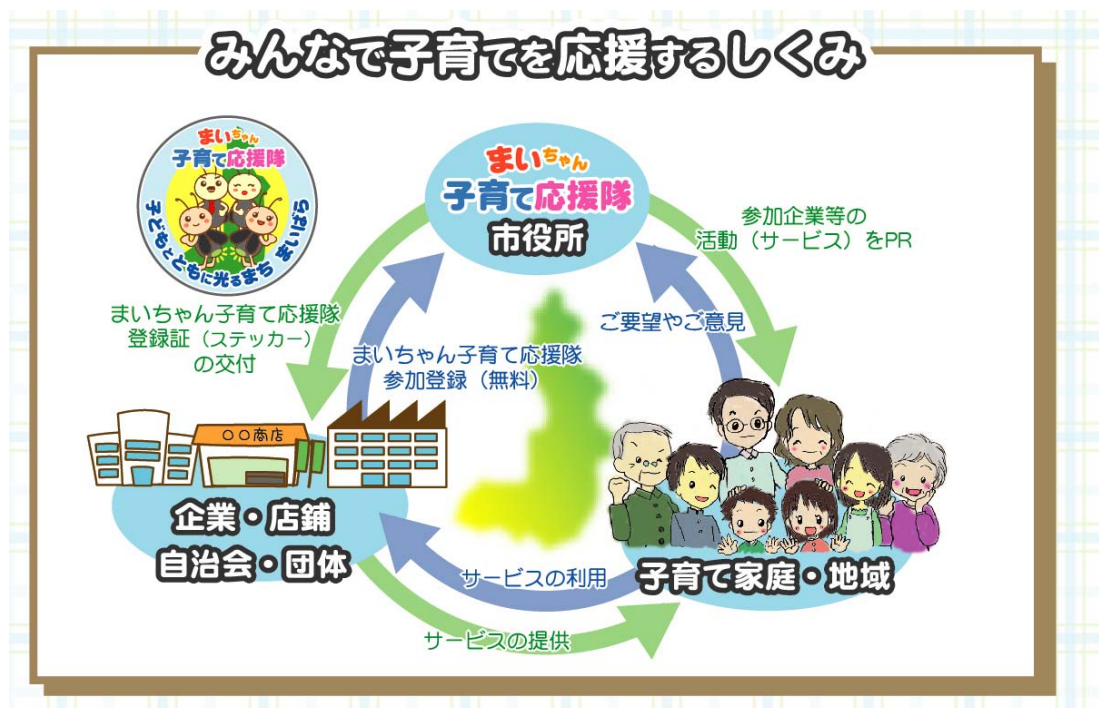 みんなで子育てを応援するしくみ
まいちゃん
子育て応援隊
子どもとともに光るまち まいばら
まいちゃん
子育て応援隊
市役所
参加企業等の
活動（サービス）をPR
まいちゃん子育て応援隊
登録証（ステッカー）
の交付
ご要望やご意見
まいちゃん子育て応援隊
参加登録（無料）
〇〇商店
企業・店舗
自治会・団体
サービスの利用
子育て家庭・地域
サービスの提供